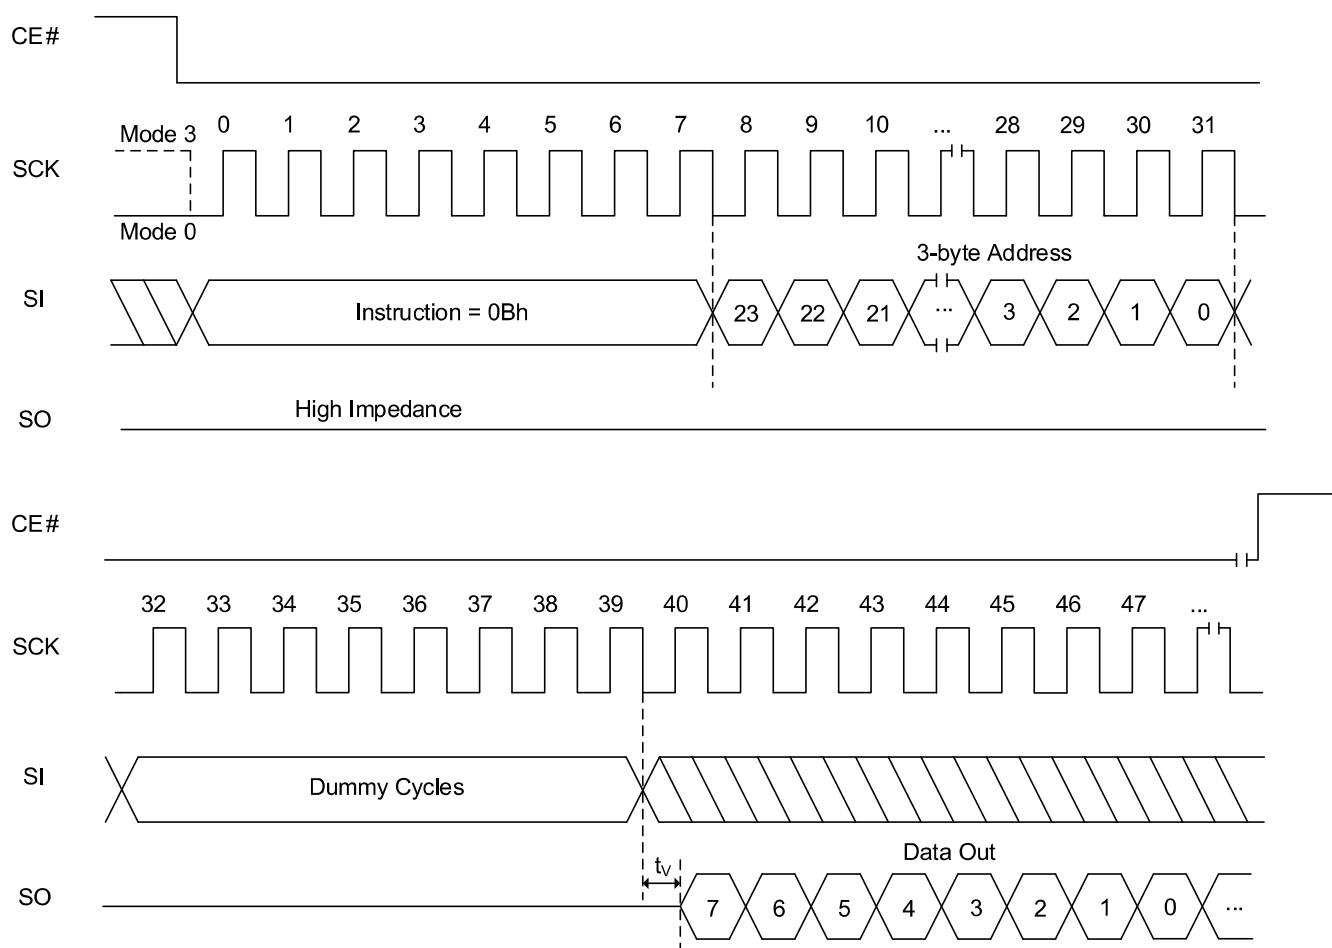 CE#
Mode 3 0 1 2 3 4 5 6 7 8 9 10 ... 28 29 30 31
SCK
Mode 0
3-byte Address
SI Instruction = 0Bh 23 22 21 ... 3 2 1 0
High Impedance
SO
CE#
32 33 34 35 36 37 38 39 40 41 42 43 44 45 46 47 ...
SCK
SI Dummy Cycles
Data Out
tV
SO 7 6 5 4 3 2 1 0 ...